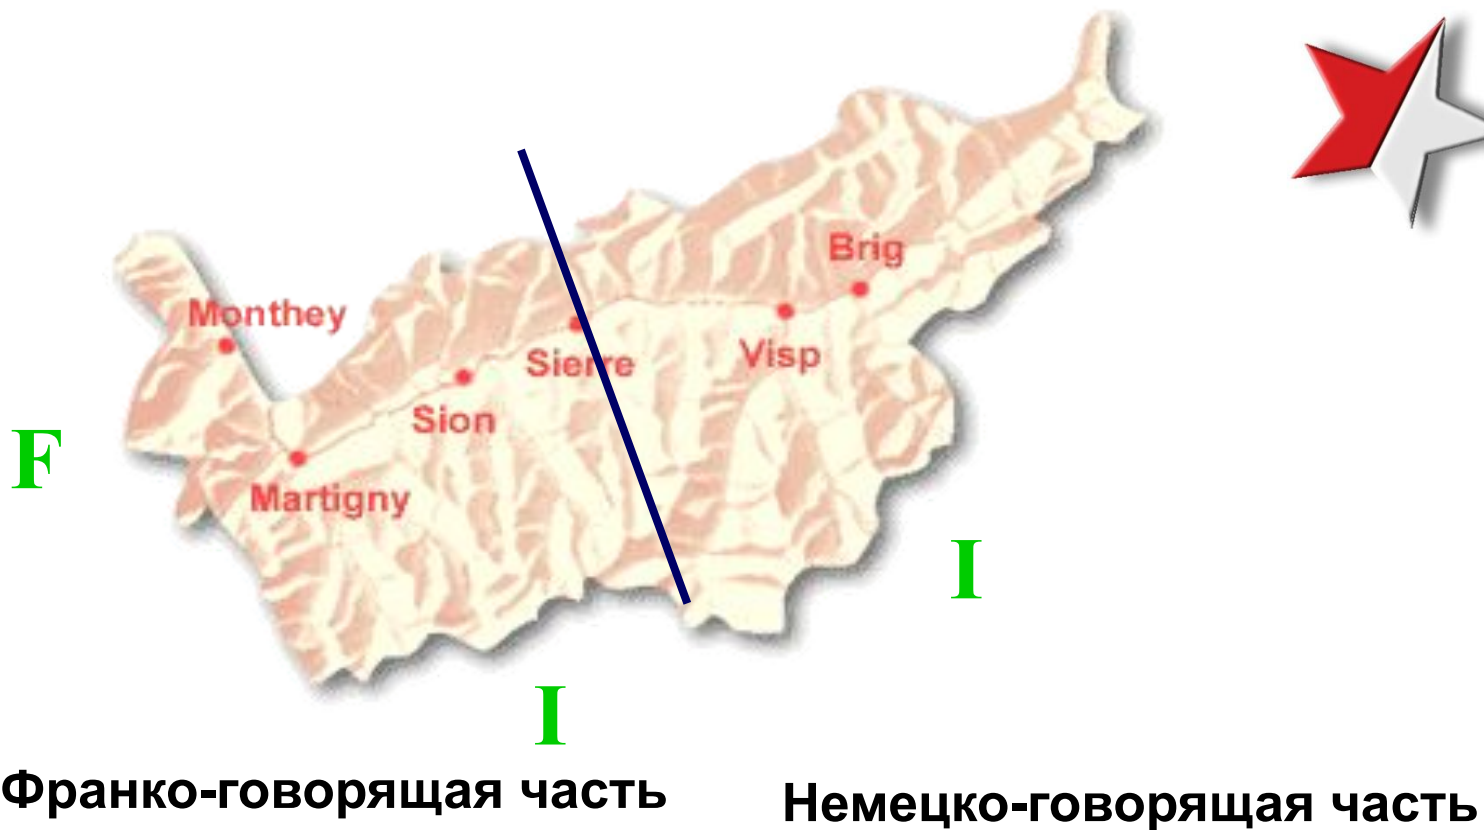 Brig
Monthey
Visp
Sierre
Sion
F
Martigny
I
I
Франко-говорящая часть
Немецко-говорящая часть